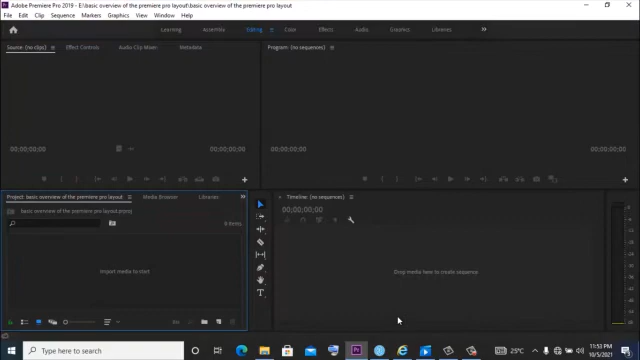 Adobe Premiere Pro 2019 - E:\basic overview of the premiere pro layout\basic overview of the premiere pro layout
File Edit Clip Sequence Markers Graphics View Window Help
Learning Assembly Editing Color Effects Audio Graphics Libraries
Source: (no clips) Effect Controls Audio Clip Mixer Metadata
Program: (no sequences)
00;00;00;00 00;00;00;00 00;00;00;00 00;00;00;00
Project: basic overview of the premiere pro layout Media Browser Libraries
Timeline: (no sequences)
basic overview of the premiere pro layout.prproj
00;00;00;00
0 Items
Import media to start
Drop media here to create sequence
Type here to search
Pr
25°C
11:53 PM
10/5/2021